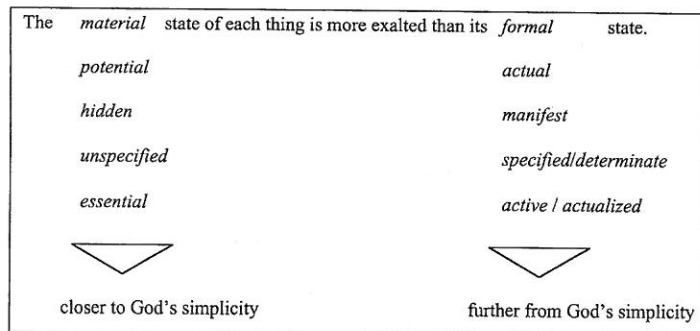 The material state of each thing is more exalted than its formal state.
potential actual
hidden manifest
unspecified specified/determinate
essential active / actualized
closer to God's simplicity further from God's simplicity